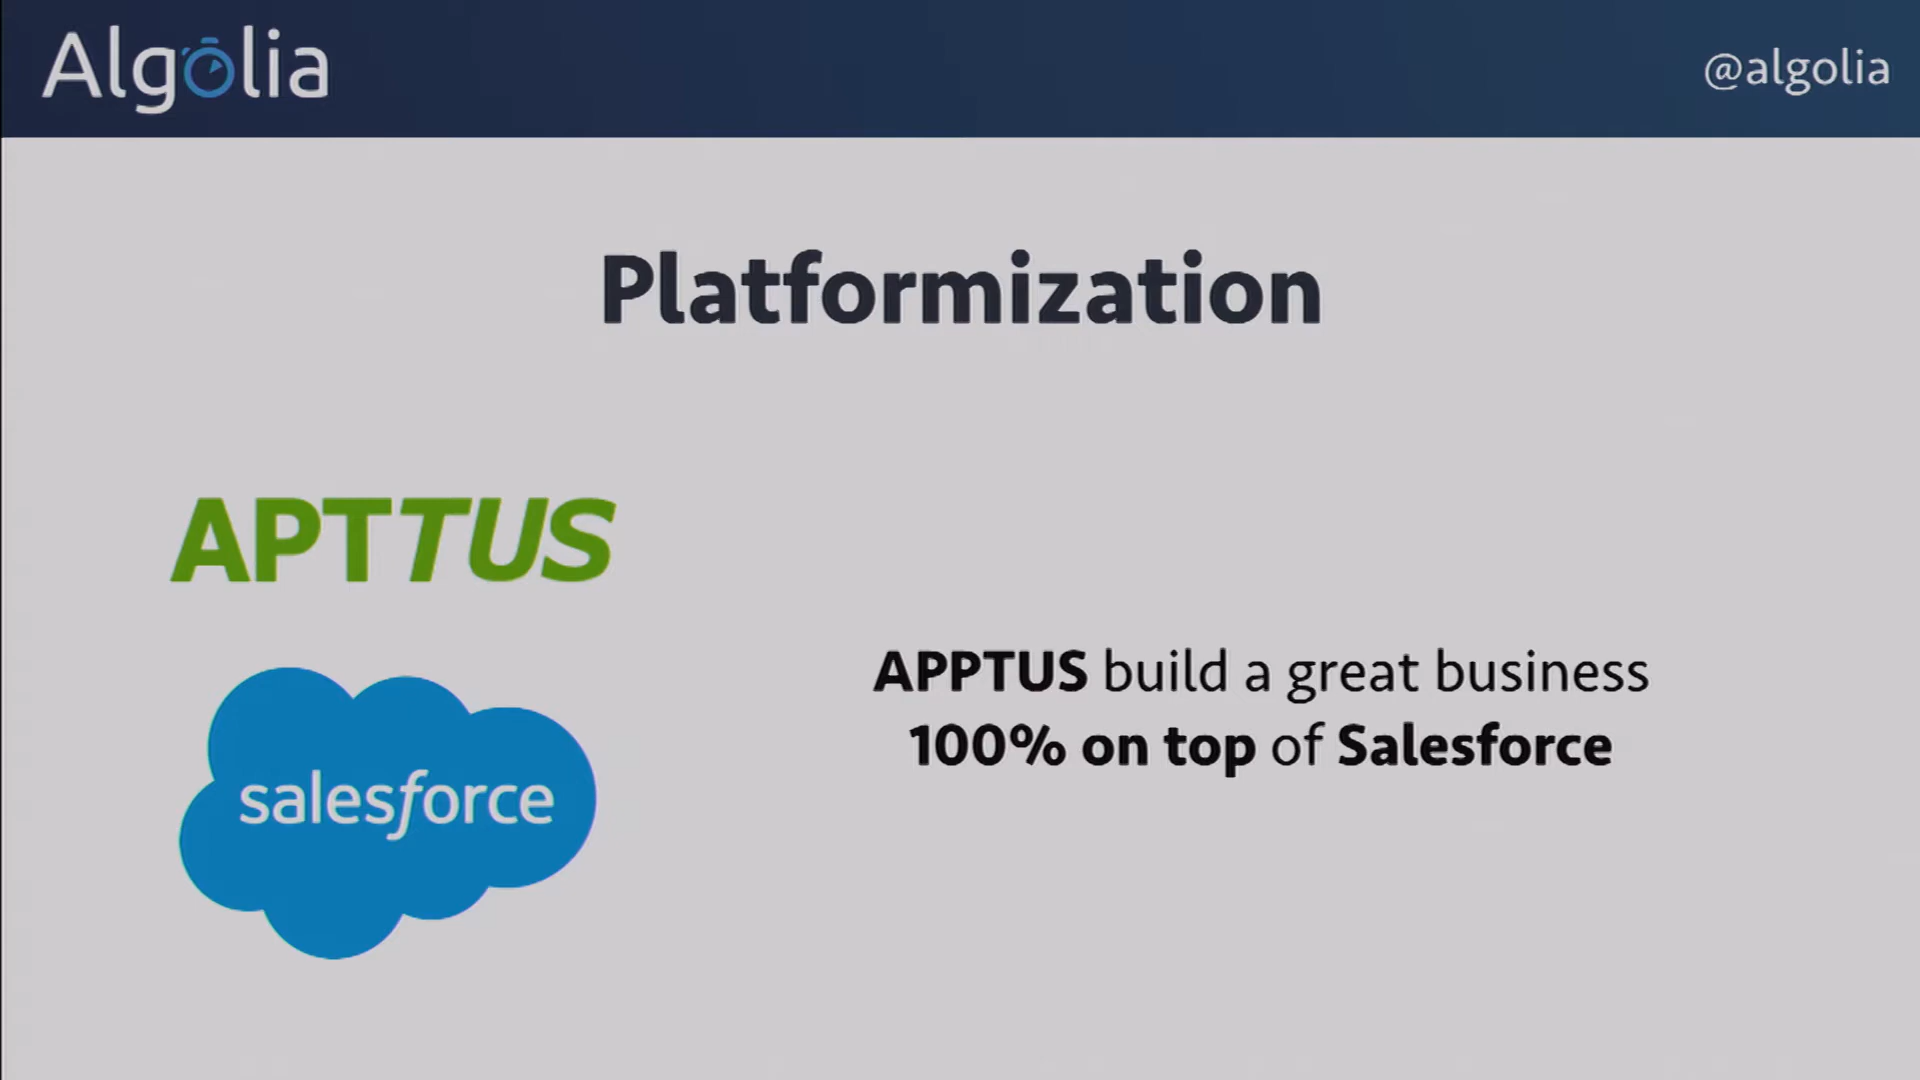 Algolia
@algolia
Platformization
APTTUS
salesforce
APPTUS build a great business
100% on top of Salesforce